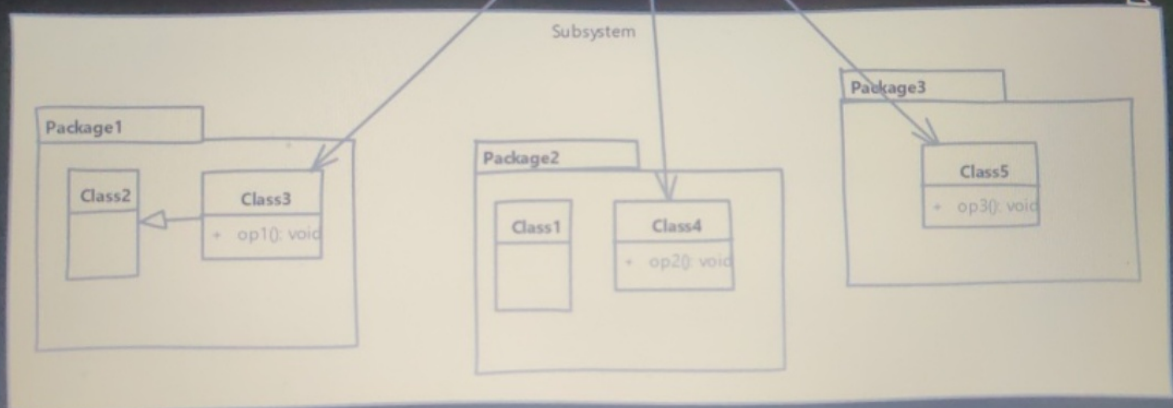 Subsystem
Package1
Class2
Class3
+ op1(): void
Package2
Class1
Class4
+ op2(): void
Package3
Class5
+ op3(): void